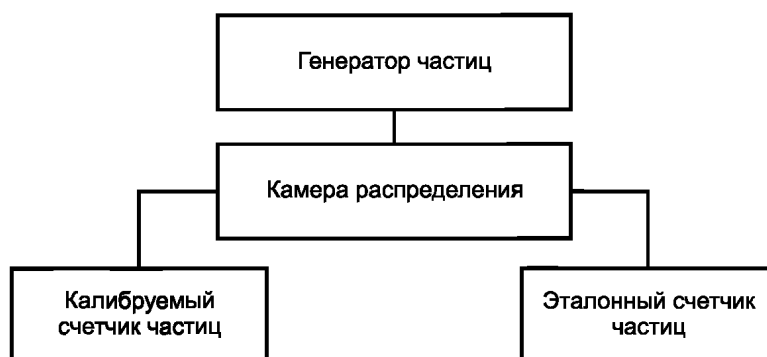 Генератор частиц
Камера распределения
Калибруемый
счетчик частиц
Эталонный счетчик
частиц